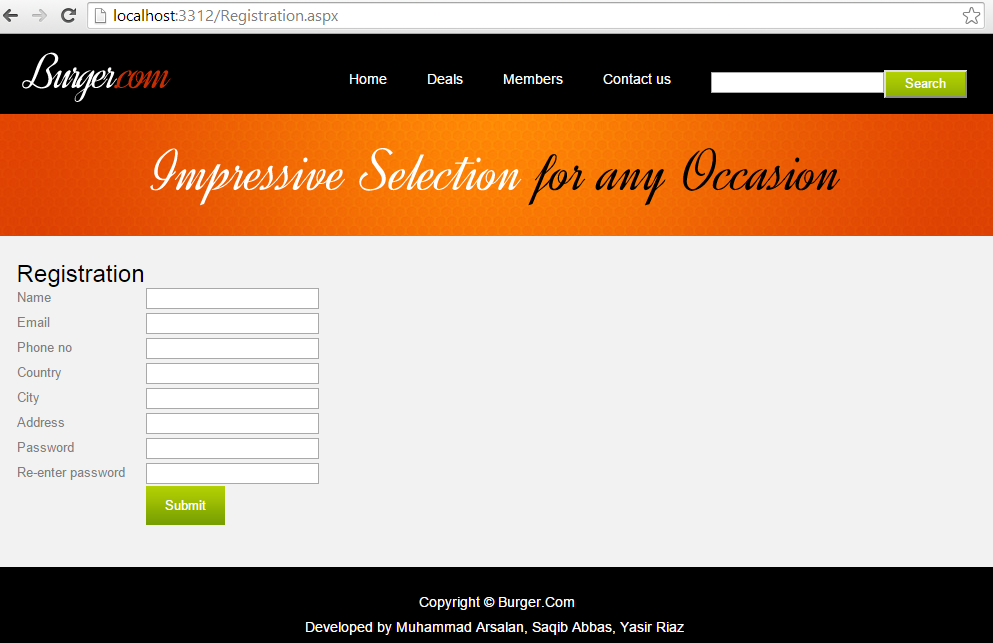 localhost:3312/Registration.aspx
Burger.com Home Deals Members Contact us Search
Impressive Selection for any Occasion
Registration
Name
Email
Phone no
Country
City
Address
Password
Re-enter password
Submit
Copyright © Burger.Com
Developed by Muhammad Arsalan, Saqib Abbas, Yasir Riaz